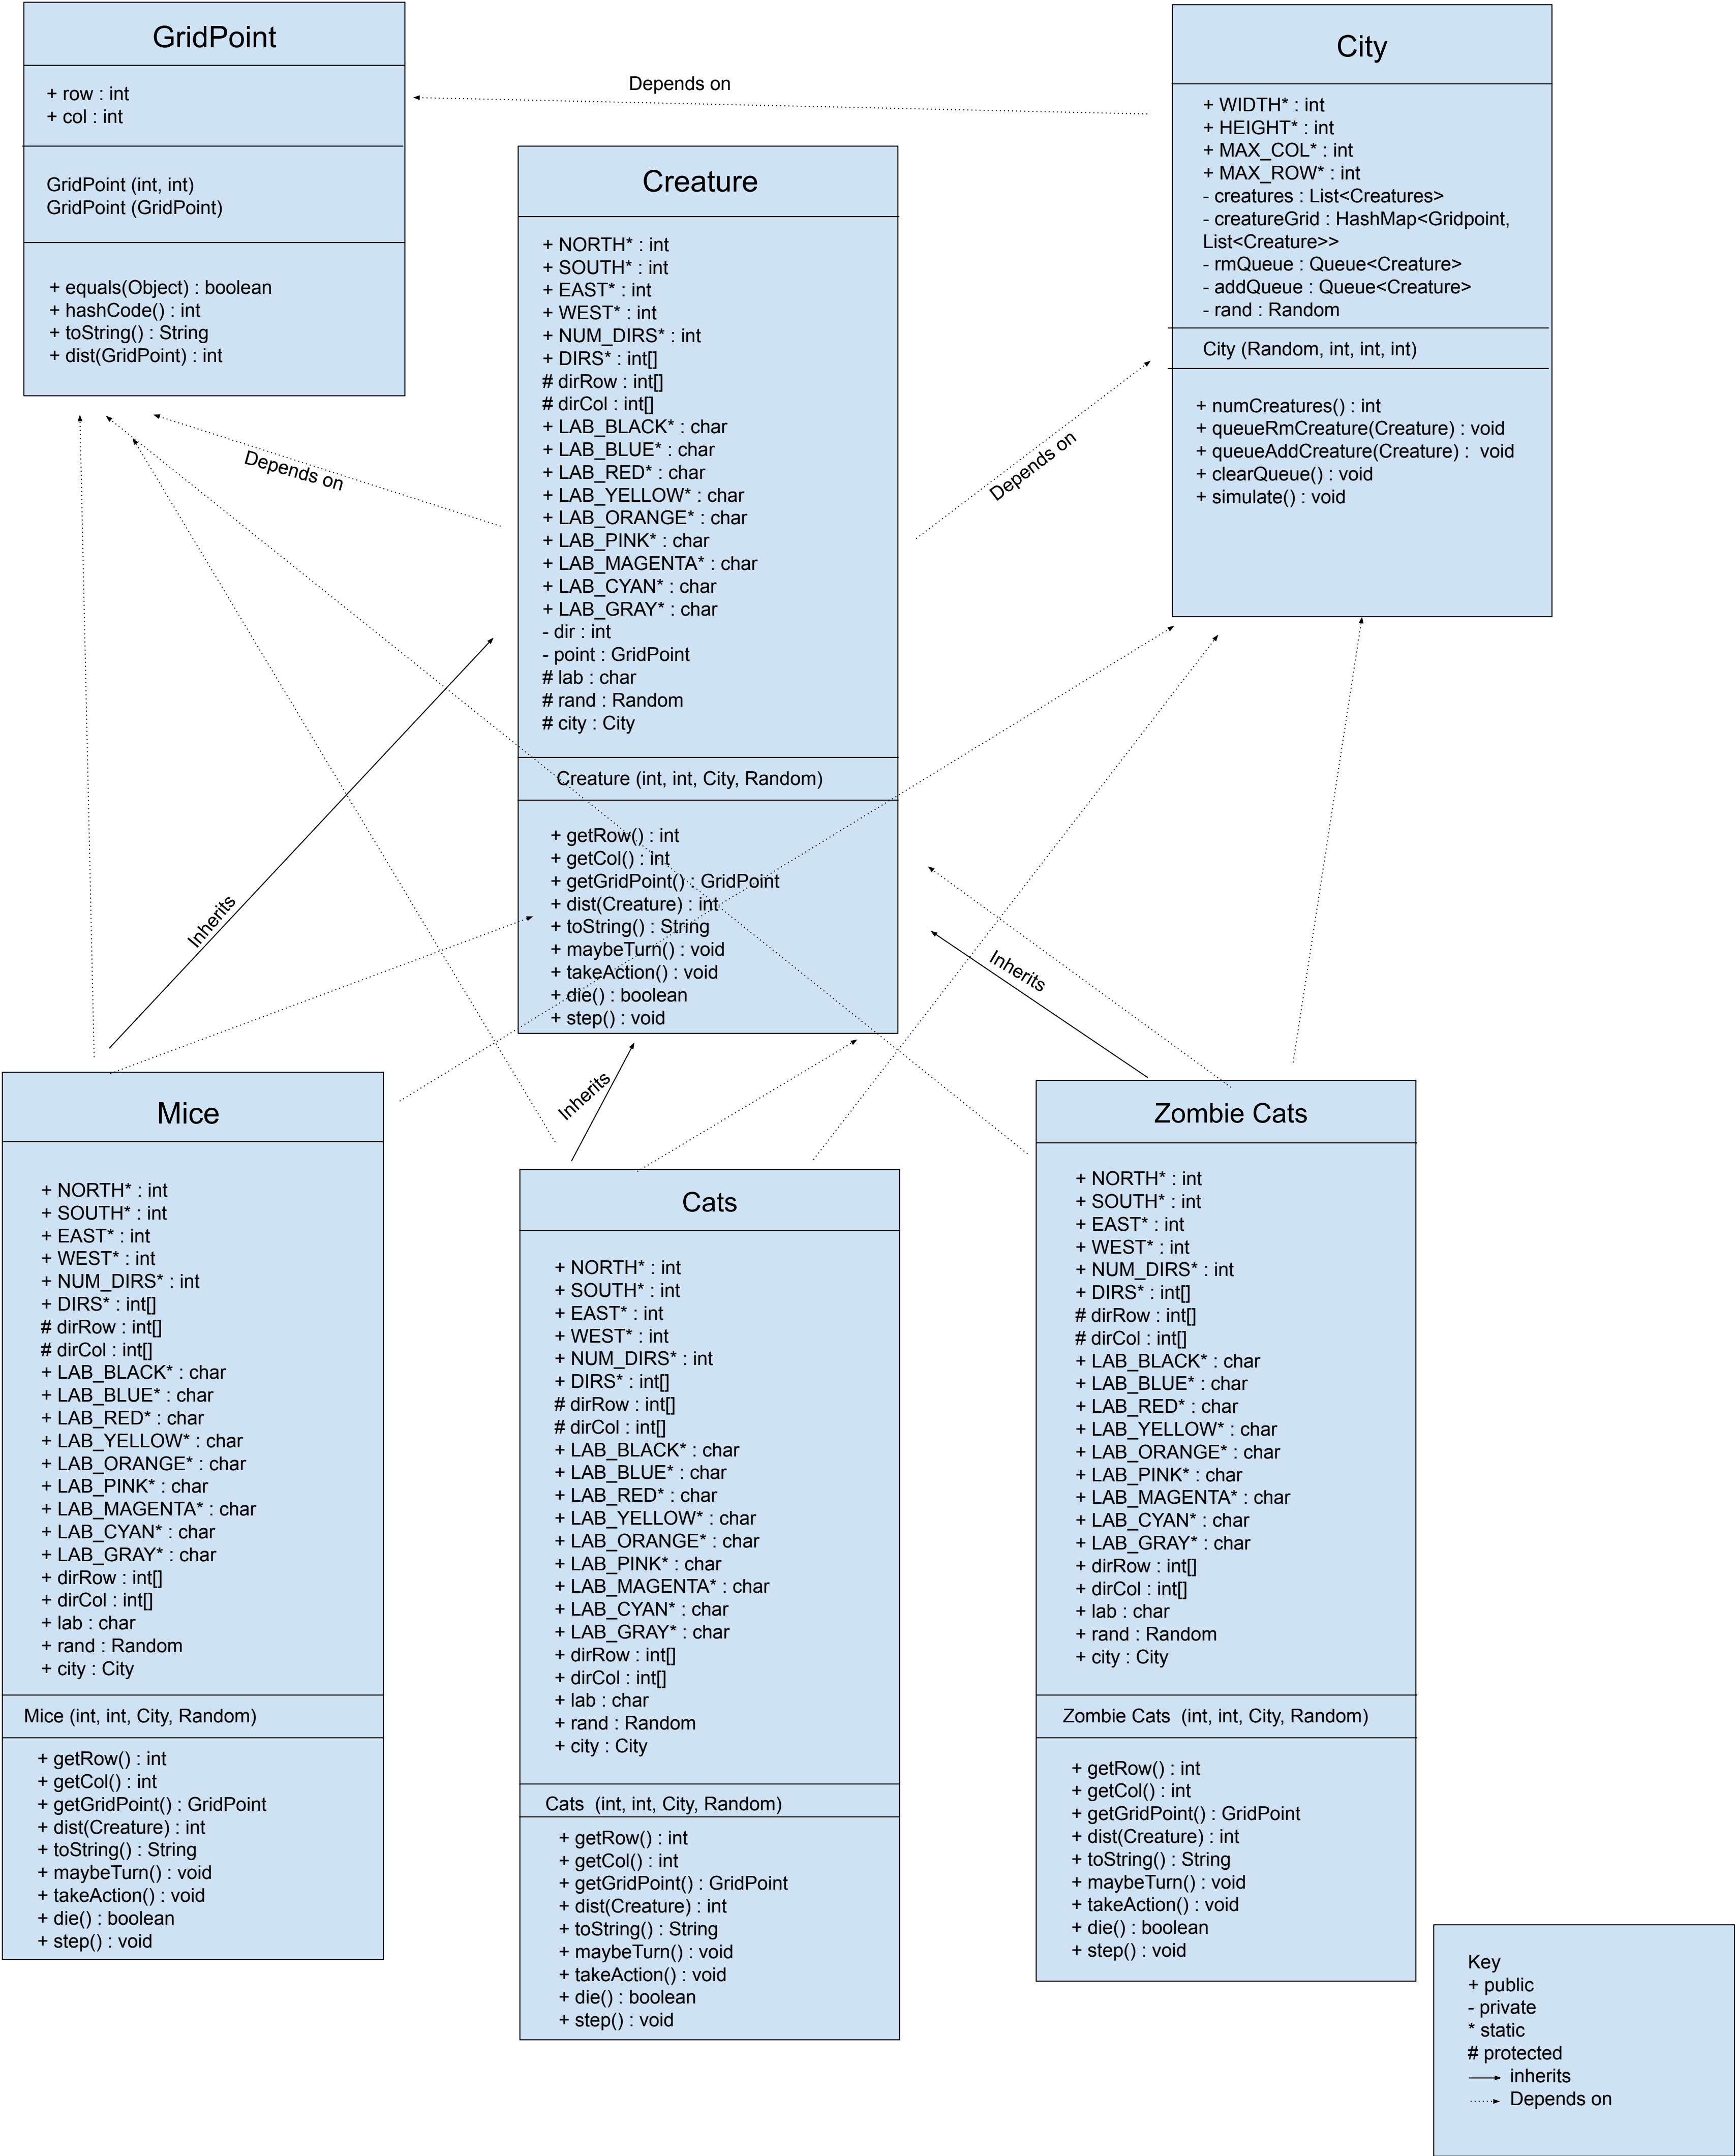 GridPoint
+ row : int
+ col : int
GridPoint (int, int)
GridPoint (GridPoint)
+ equals(Object) : boolean
+ hashCode() : int
+ toString() : String
+ dist(GridPoint) : int
Depends on
City
+ WIDTH* : int
+ HEIGHT* : int
+ MAX_COL* : int
+ MAX_ROW* : int
- creatures : List<Creatures>
- creatureGrid : HashMap<Gridpoint,
List<Creature>>
- rmQueue : Queue<Creature>
- addQueue : Queue<Creature>
- rand : Random
City (Random, int, int, int)
+ numCreatures() : int
+ queueRmCreature(Creature) : void
+ queueAddCreature(Creature) :  void
+ clearQueue() : void
+ simulate() : void
Creature
+ NORTH* : int
+ SOUTH* : int
+ EAST* : int
+ WEST* : int
+ NUM_DIRS* : int
+ DIRS* : int[]
# dirRow : int[]
# dirCol : int[]
+ LAB_BLACK* : char
+ LAB_BLUE* : char
+ LAB_RED* : char
+ LAB_YELLOW* : char
+ LAB_ORANGE* : char
+ LAB_PINK* : char
+ LAB_MAGENTA* : char
+ LAB_CYAN* : char
+ LAB_GRAY* : char
- dir : int
- point : GridPoint
# lab : char
# rand : Random
# city : City
Creature (int, int, City, Random)
+ getRow() : int
+ getCol() : int
+ getGridPoint() : GridPoint
+ dist(Creature) : int
+ toString() : String
+ maybeTurn() : void
+ takeAction() : void
+ die() : boolean
+ step() : void
Depends on
Depends on
Inherits
Inherits
Inherits
Mice
+ NORTH* : int
+ SOUTH* : int
+ EAST* : int
+ WEST* : int
+ NUM_DIRS* : int
+ DIRS* : int[]
# dirRow : int[]
# dirCol : int[]
+ LAB_BLACK* : char
+ LAB_BLUE* : char
+ LAB_RED* : char
+ LAB_YELLOW* : char
+ LAB_ORANGE* : char
+ LAB_PINK* : char
+ LAB_MAGENTA* : char
+ LAB_CYAN* : char
+ LAB_GRAY* : char
+ dirRow : int[]
+ dirCol : int[]
+ lab : char
+ rand : Random
+ city : City
Mice (int, int, City, Random)
+ getRow() : int
+ getCol() : int
+ getGridPoint() : GridPoint
+ dist(Creature) : int
+ toString() : String
+ maybeTurn() : void
+ takeAction() : void
+ die() : boolean
+ step() : void
Cats
+ NORTH* : int
+ SOUTH* : int
+ EAST* : int
+ WEST* : int
+ NUM_DIRS* : int
+ DIRS* : int[]
# dirRow : int[]
# dirCol : int[]
+ LAB_BLACK* : char
+ LAB_BLUE* : char
+ LAB_RED* : char
+ LAB_YELLOW* : char
+ LAB_ORANGE* : char
+ LAB_PINK* : char
+ LAB_MAGENTA* : char
+ LAB_CYAN* : char
+ LAB_GRAY* : char
+ dirRow : int[]
+ dirCol : int[]
+ lab : char
+ rand : Random
+ city : City
Cats  (int, int, City, Random)
+ getRow() : int
+ getCol() : int
+ getGridPoint() : GridPoint
+ dist(Creature) : int
+ toString() : String
+ maybeTurn() : void
+ takeAction() : void
+ die() : boolean
+ step() : void
Zombie Cats
+ NORTH* : int
+ SOUTH* : int
+ EAST* : int
+ WEST* : int
+ NUM_DIRS* : int
+ DIRS* : int[]
# dirRow : int[]
# dirCol : int[]
+ LAB_BLACK* : char
+ LAB_BLUE* : char
+ LAB_RED* : char
+ LAB_YELLOW* : char
+ LAB_ORANGE* : char
+ LAB_PINK* : char
+ LAB_MAGENTA* : char
+ LAB_CYAN* : char
+ LAB_GRAY* : char
+ dirRow : int[]
+ dirCol : int[]
+ lab : char
+ rand : Random
+ city : City
Zombie Cats  (int, int, City, Random)
+ getRow() : int
+ getCol() : int
+ getGridPoint() : GridPoint
+ dist(Creature) : int
+ toString() : String
+ maybeTurn() : void
+ takeAction() : void
+ die() : boolean
+ step() : void
Key
+ public
- private
* static
# protected
inherits
Depends on